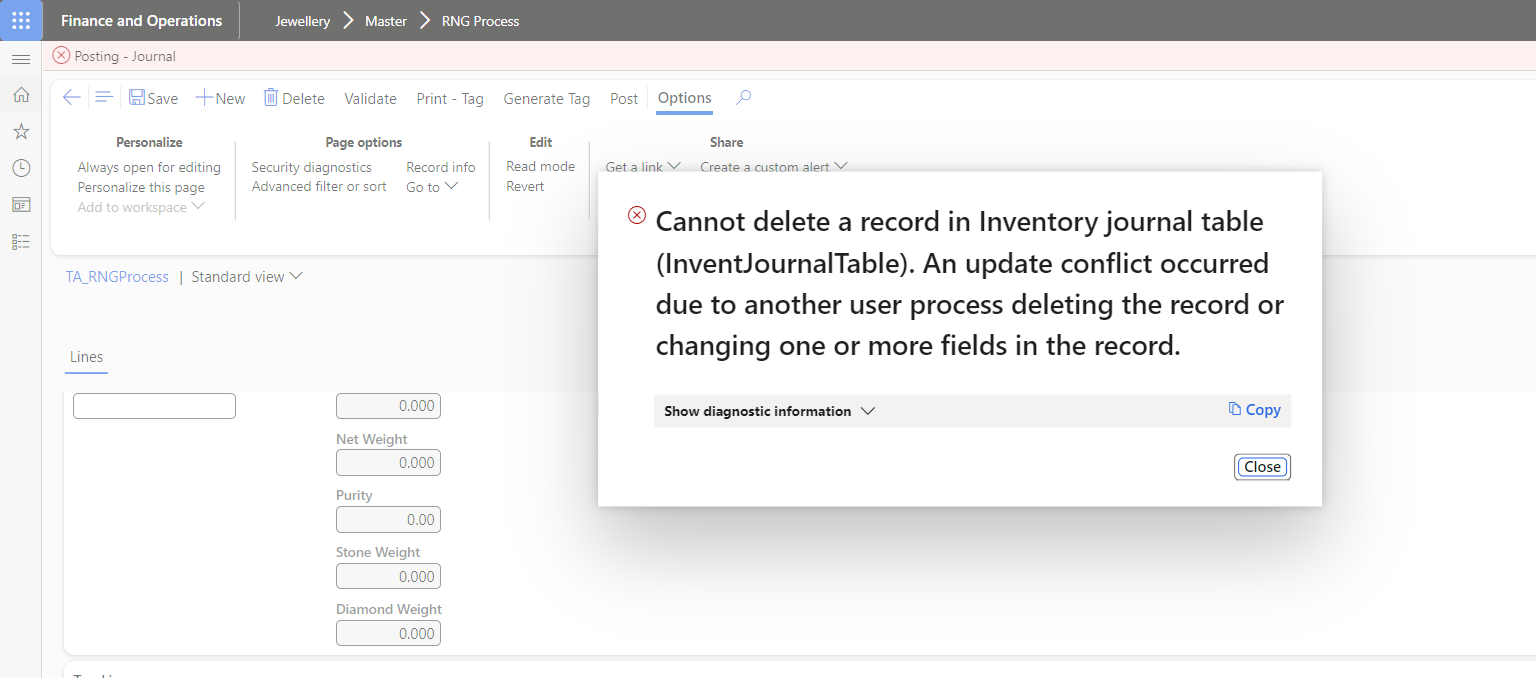 Finance and Operations
Jewellery
Master
RNG Process
Posting - Journal
Save
New
Delete
Validate
Print - Tag
Generate Tag
Post
Options
Personalize
Always open for editing
Personalize this page
Add to workspace
Page options
Security diagnostics
Record info
Advanced filter or sort
Go to
Edit
Read mode
Revert
Share
Get a link
Create a custom alert
Cannot delete a record in Inventory journal table
(InventJournalTable). An update conflict occurred
due to another user process deleting the record or
changing one or more fields in the record.
Show diagnostic information
Copy
Close
TA_RNGProcess | Standard view
Lines
0.000
Net Weight
0.000
Purity
0.00
Stone Weight
0.000
Diamond Weight
0.000